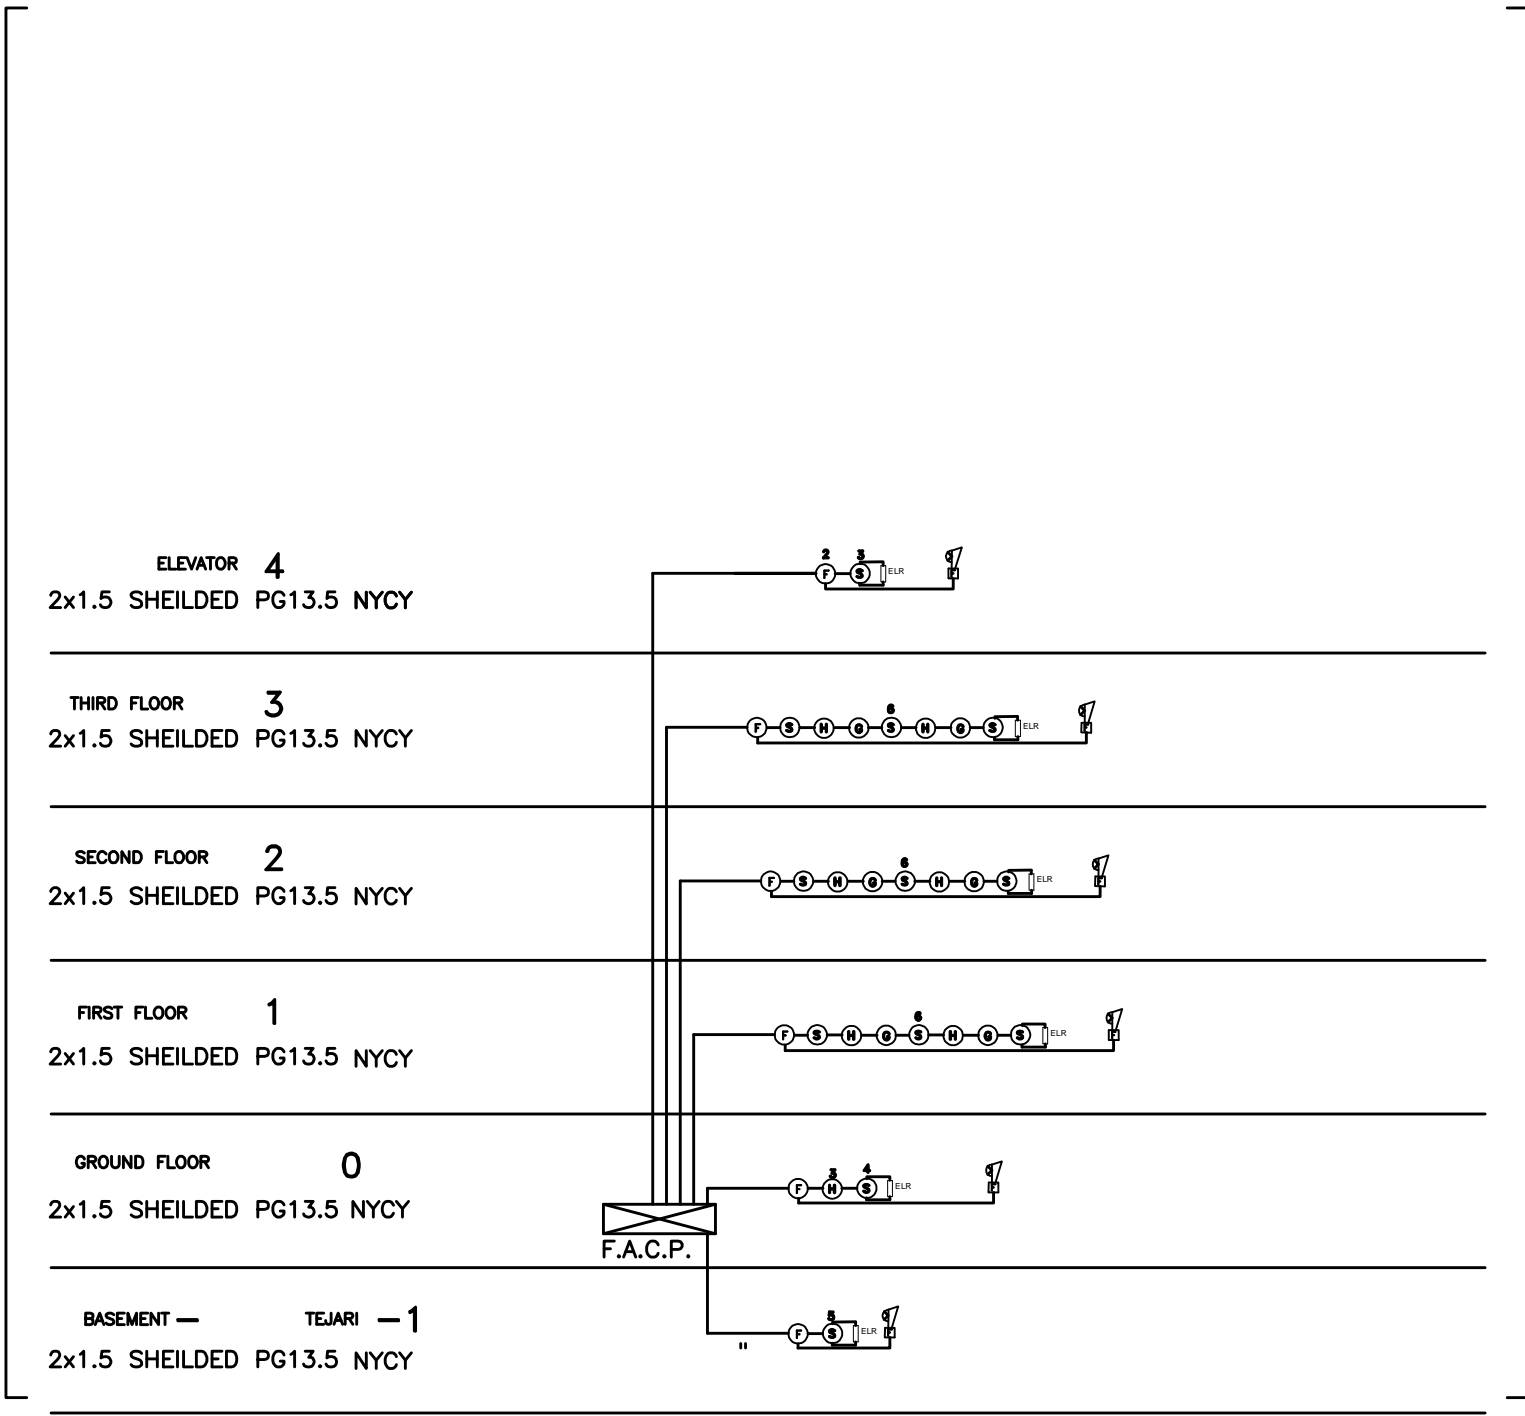 2 3
ELEVATOR 4
F S ELR F
2x1.5 SHEILDED PG13.5 NYCY
6
THIRD FLOOR 3
F S H G S H G S ELR F
2x1.5 SHEILDED PG13.5 NYCY
6
SECOND FLOOR 2
F S H G S H G S ELR F
2x1.5 SHEILDED PG13.5 NYCY
6
FIRST FLOOR 1
F S H G S H G S ELR F
2x1.5 SHEILDED PG13.5 NYCY
3 4
GROUND FLOOR 0
F H S ELR F
2x1.5 SHEILDED PG13.5 NYCY
F.A.C.P.
5
BASEMENT — TEJARI —1
F S ELR F
"
2x1.5 SHEILDED PG13.5 NYCY